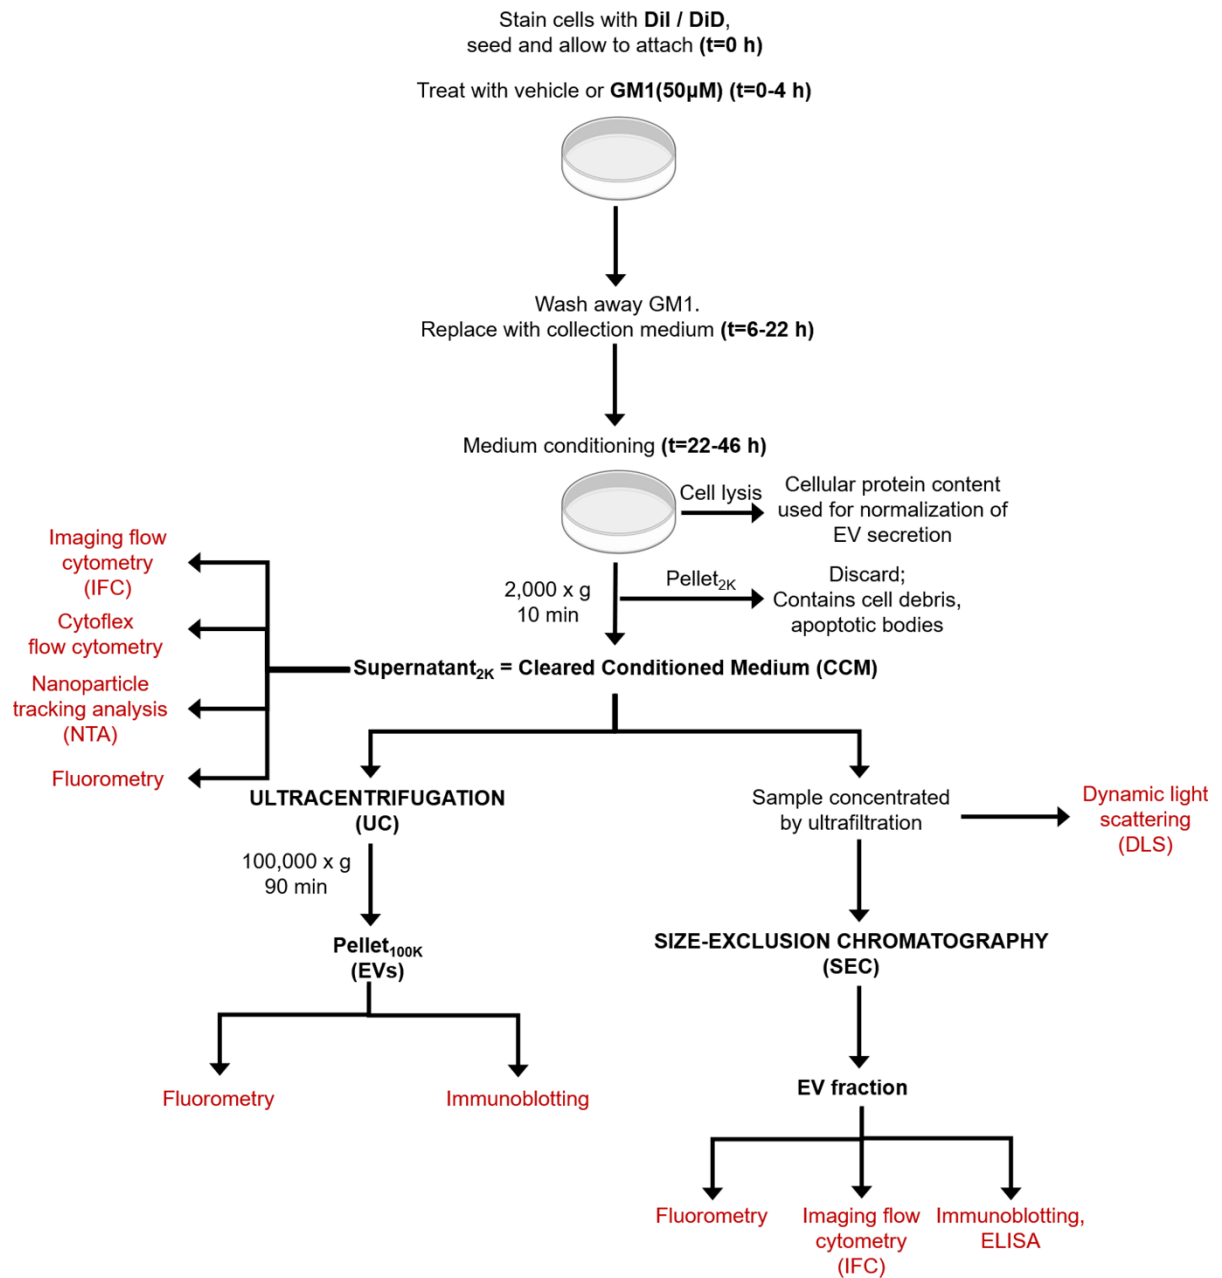 Stain cells with DiI / DiD,
seed and allow to attach (t=0 h)
Treat with vehicle or GM1(50µM) (t=0-4 h)
Wash away GM1.
Replace with collection medium (t=6-22 h)
Medium conditioning (t=22-46 h)
Cell lysis
Cellular protein content
used for normalization of
EV secretion
2,000 x g
10 min
Pellet2K
Discard;
Contains cell debris,
apoptotic bodies
Supernatant2K = Cleared Conditioned Medium (CCM)
Imaging flow
cytometry
(IFC)
Cytoflex
flow cytometry
Nanoparticle
tracking analysis
(NTA)
Fluorometry
ULTRACENTRIFUGATION
(UC)
100,000 x g
90 min
Pellet100K
(EVs)
Fluorometry
Immunoblotting
Sample concentrated
by ultrafiltration
Dynamic light
scattering
(DLS)
SIZE-EXCLUSION CHROMATOGRAPHY
(SEC)
EV fraction
Fluorometry
Imaging flow
cytometry
(IFC)
Immunoblotting,
ELISA